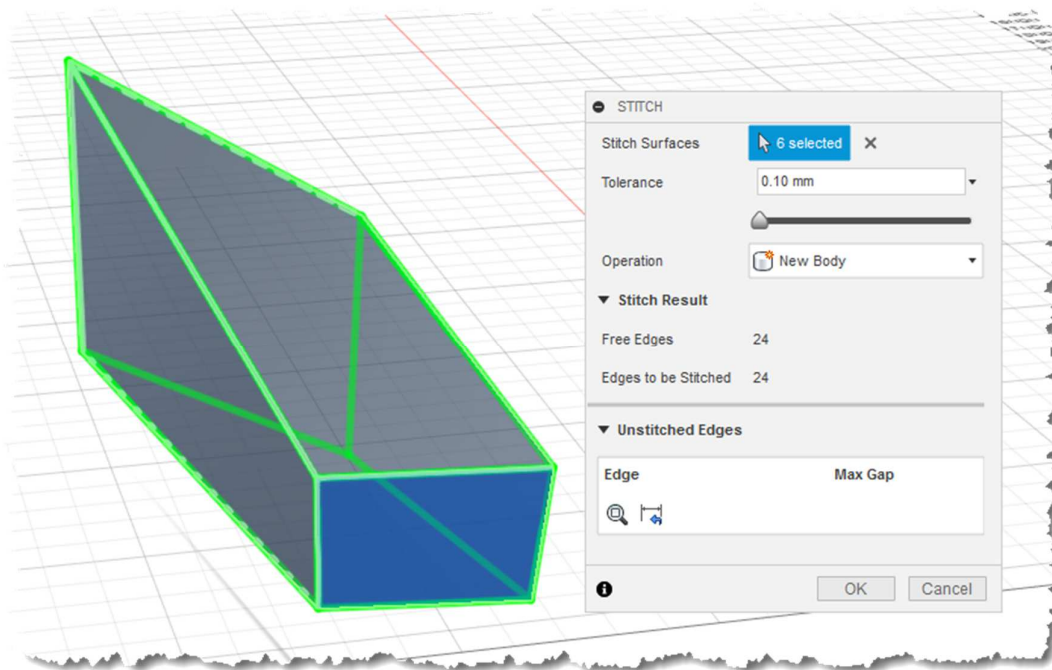 STITCH
Stitch Surfaces 6 selected
Tolerance 0.10 mm
Operation New Body
Stitch Result
Free Edges 24
Edges to be Stitched 24
Unstitched Edges
Edge Max Gap
OK Cancel